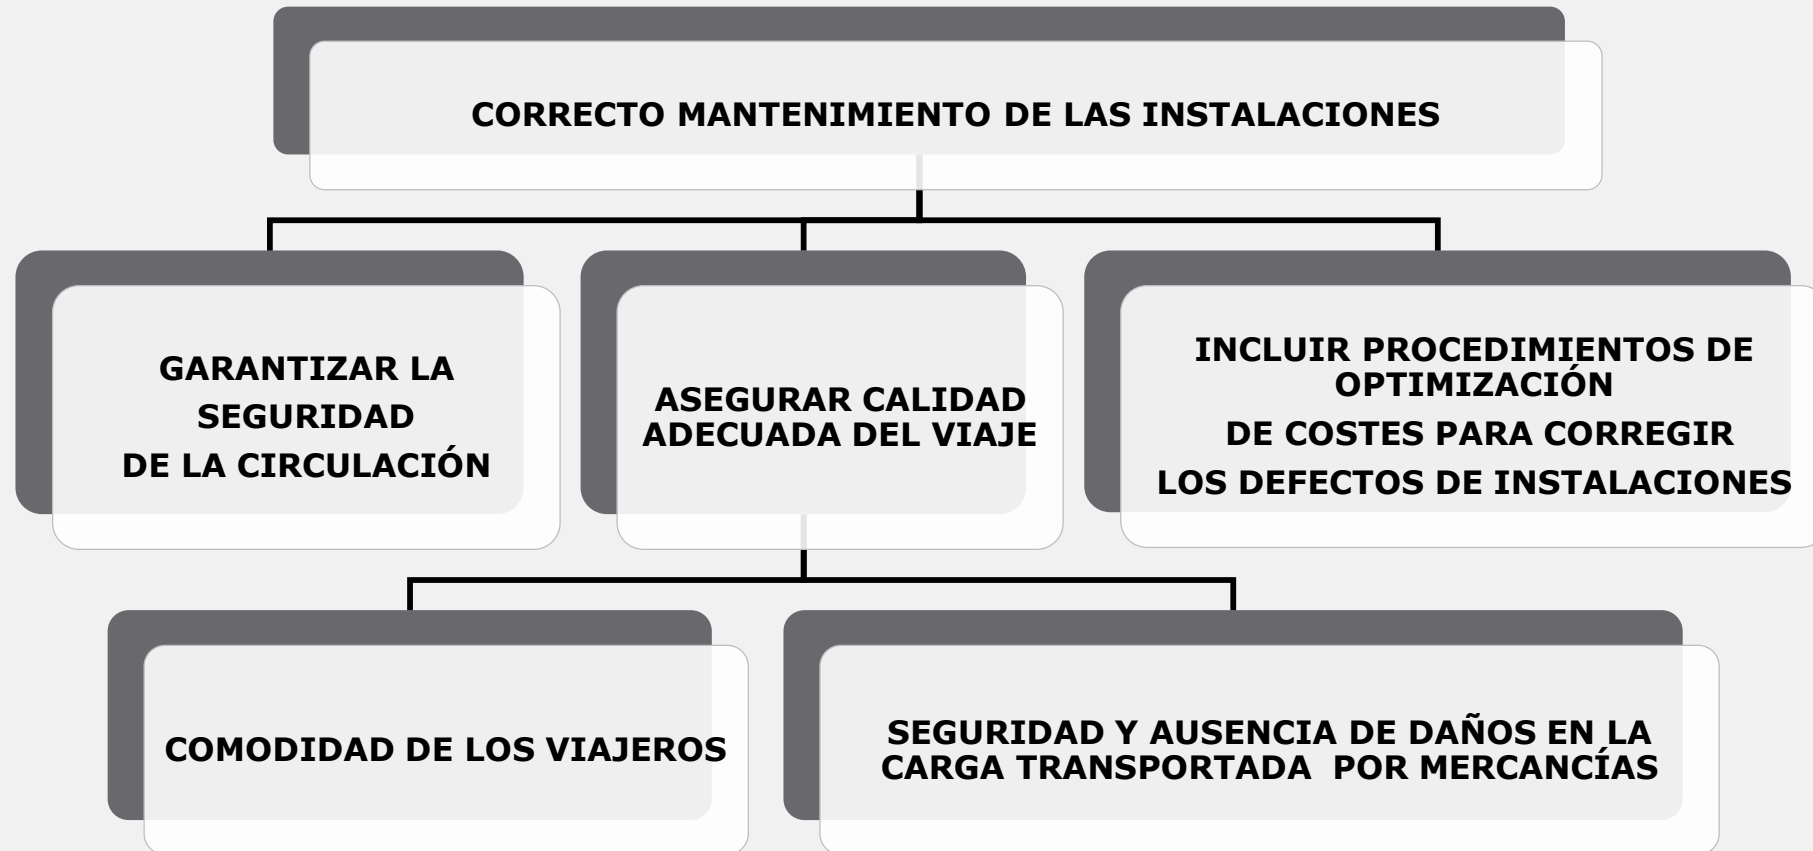 CORRECTO MANTENIMIENTO DE LAS INSTALACIONES
GARANTIZAR LA
SEGURIDAD
DE LA CIRCULACIÓN
ASEGURAR CALIDAD
ADECUADA DEL VIAJE
INCLUIR PROCEDIMIENTOS DE
OPTIMIZACIÓN
DE COSTES PARA CORREGIR
LOS DEFECTOS DE INSTALACIONES
COMODIDAD DE LOS VIAJEROS
SEGURIDAD Y AUSENCIA DE DAÑOS EN LA
CARGA TRANSPORTADA  POR MERCANCÍAS